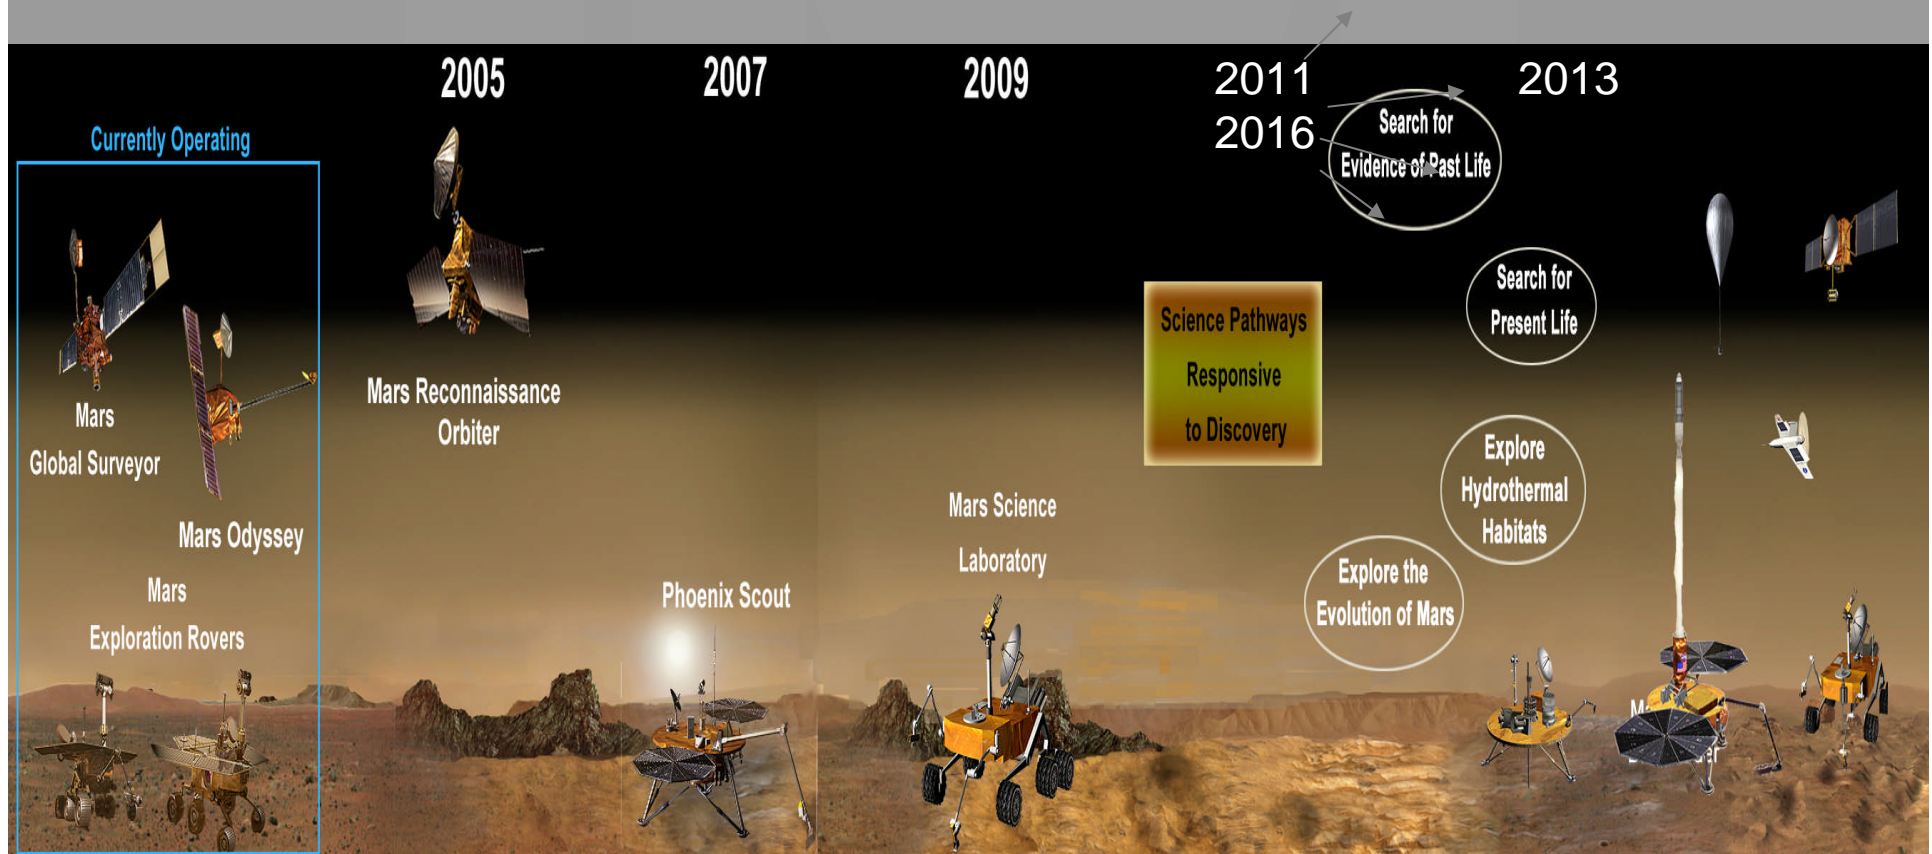 2005
2007
2009
2011
2013
2016
Currently Operating
Mars
Global Surveyor
Mars Odyssey
Mars
Exploration Rovers
Mars Reconnaissance
Orbiter
Phoenix Scout
Mars Science
Laboratory
Science Pathways
Responsive
to Discovery
Search for
Evidence of Past Life
Search for
Present Life
Explore
Hydrothermal
Habitats
Explore the
Evolution of Mars